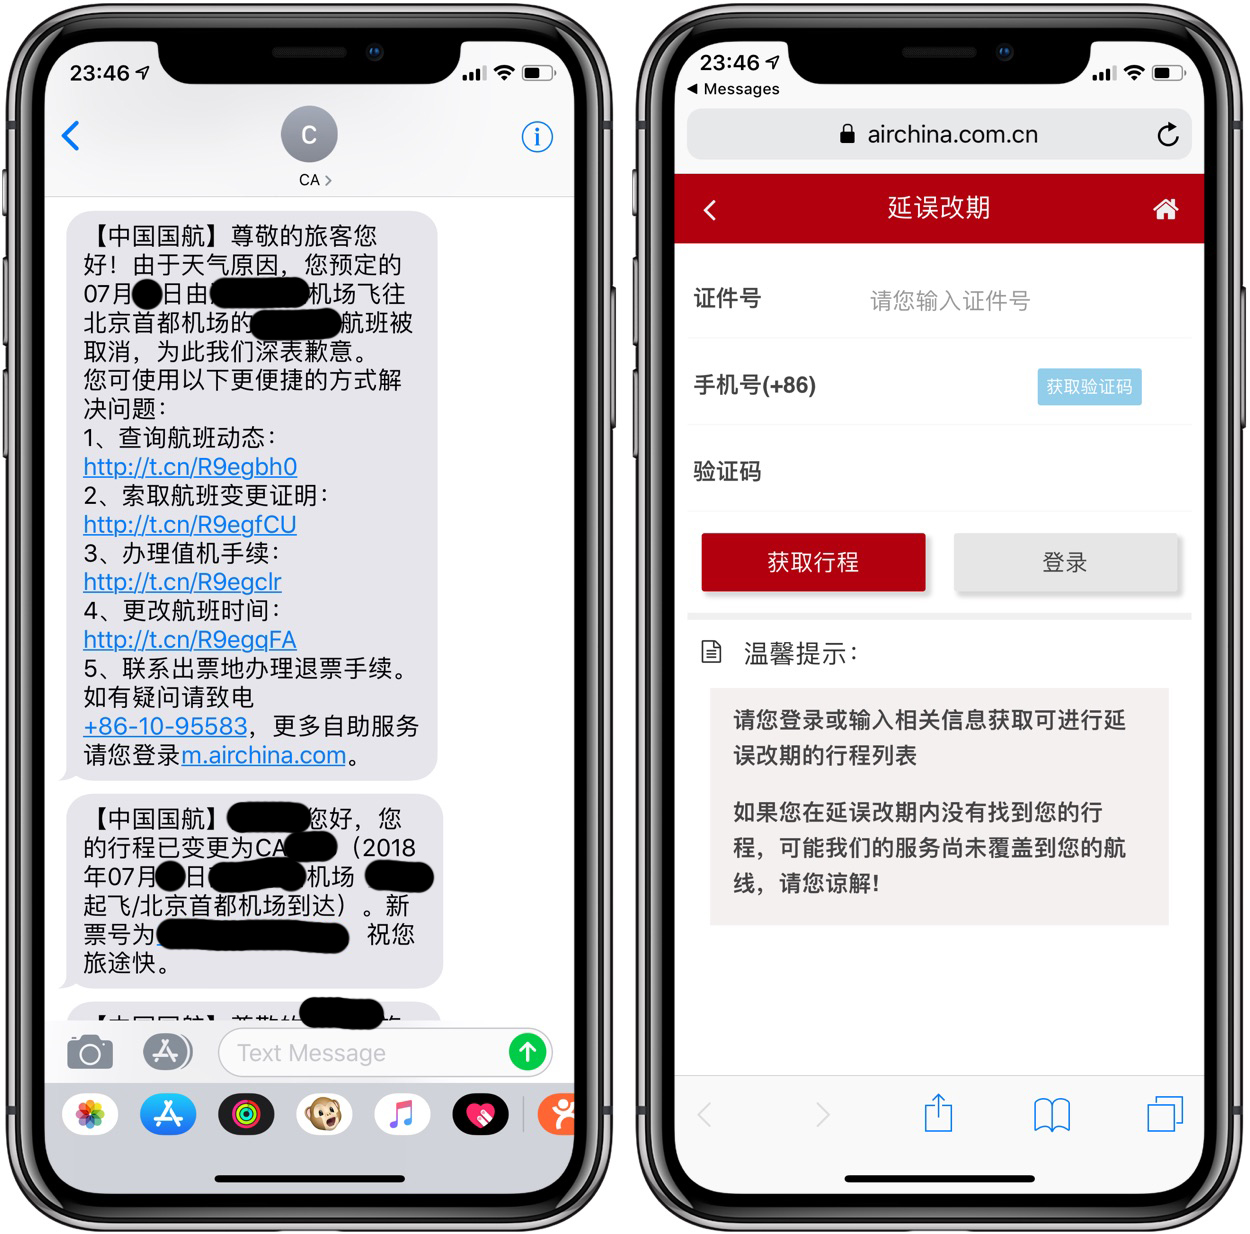 23:46
C
CA
【中国国航】尊敬的旅客您
好！由于天气原因，您预定的
07月 日由 机场飞往
北京首都机场的 航班被
取消，为此我们深表歉意。
您可使用以下更便捷的方式解
决问题：
1、查询航班动态：
http://t.cn/R9egbh0
2、索取航班变更证明：
http://t.cn/R9egfCU
3、办理值机手续：
http://t.cn/R9egclr
4、更改航班时间：
http://t.cn/R9egqFA
5、联系出票地办理退票手续。
如有疑问请致电
+86-10-95583，更多自助服务
请您登录m.airchina.com。
【中国国航】 您好，您
的行程已变更为CA （2018
年07月 日 机场
起飞/北京首都机场到达）。新
票号为 祝您
旅途快。
Text Message
23:46
Messages
airchina.com.cn
延误改期
证件号 请您输入证件号
手机号(+86) 获取验证码
验证码
获取行程 登录
温馨提示：
请您登录或输入相关信息获取可进行延
误改期的行程列表
如果您在延误改期内没有找到您的行
程，可能我们的服务尚未覆盖到您的航
线，请您谅解!